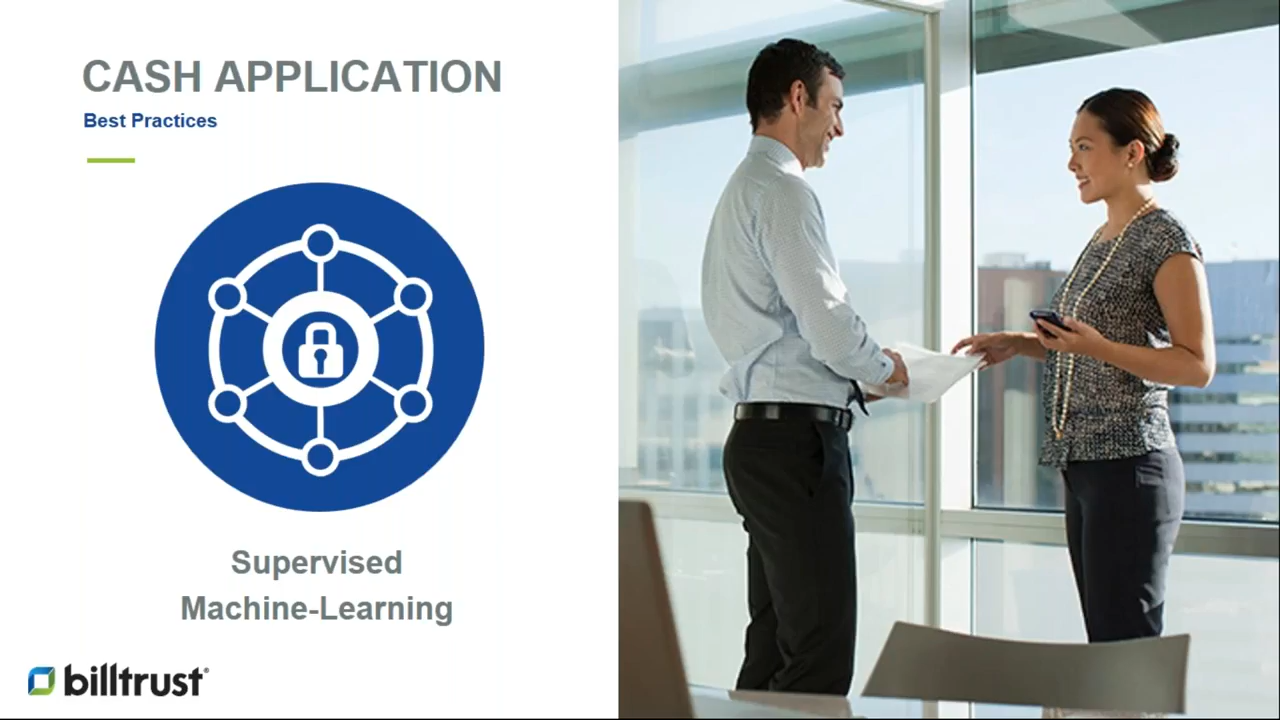 CASH APPLICATION
Best Practices
Supervised
Machine-Learning
billtrust®